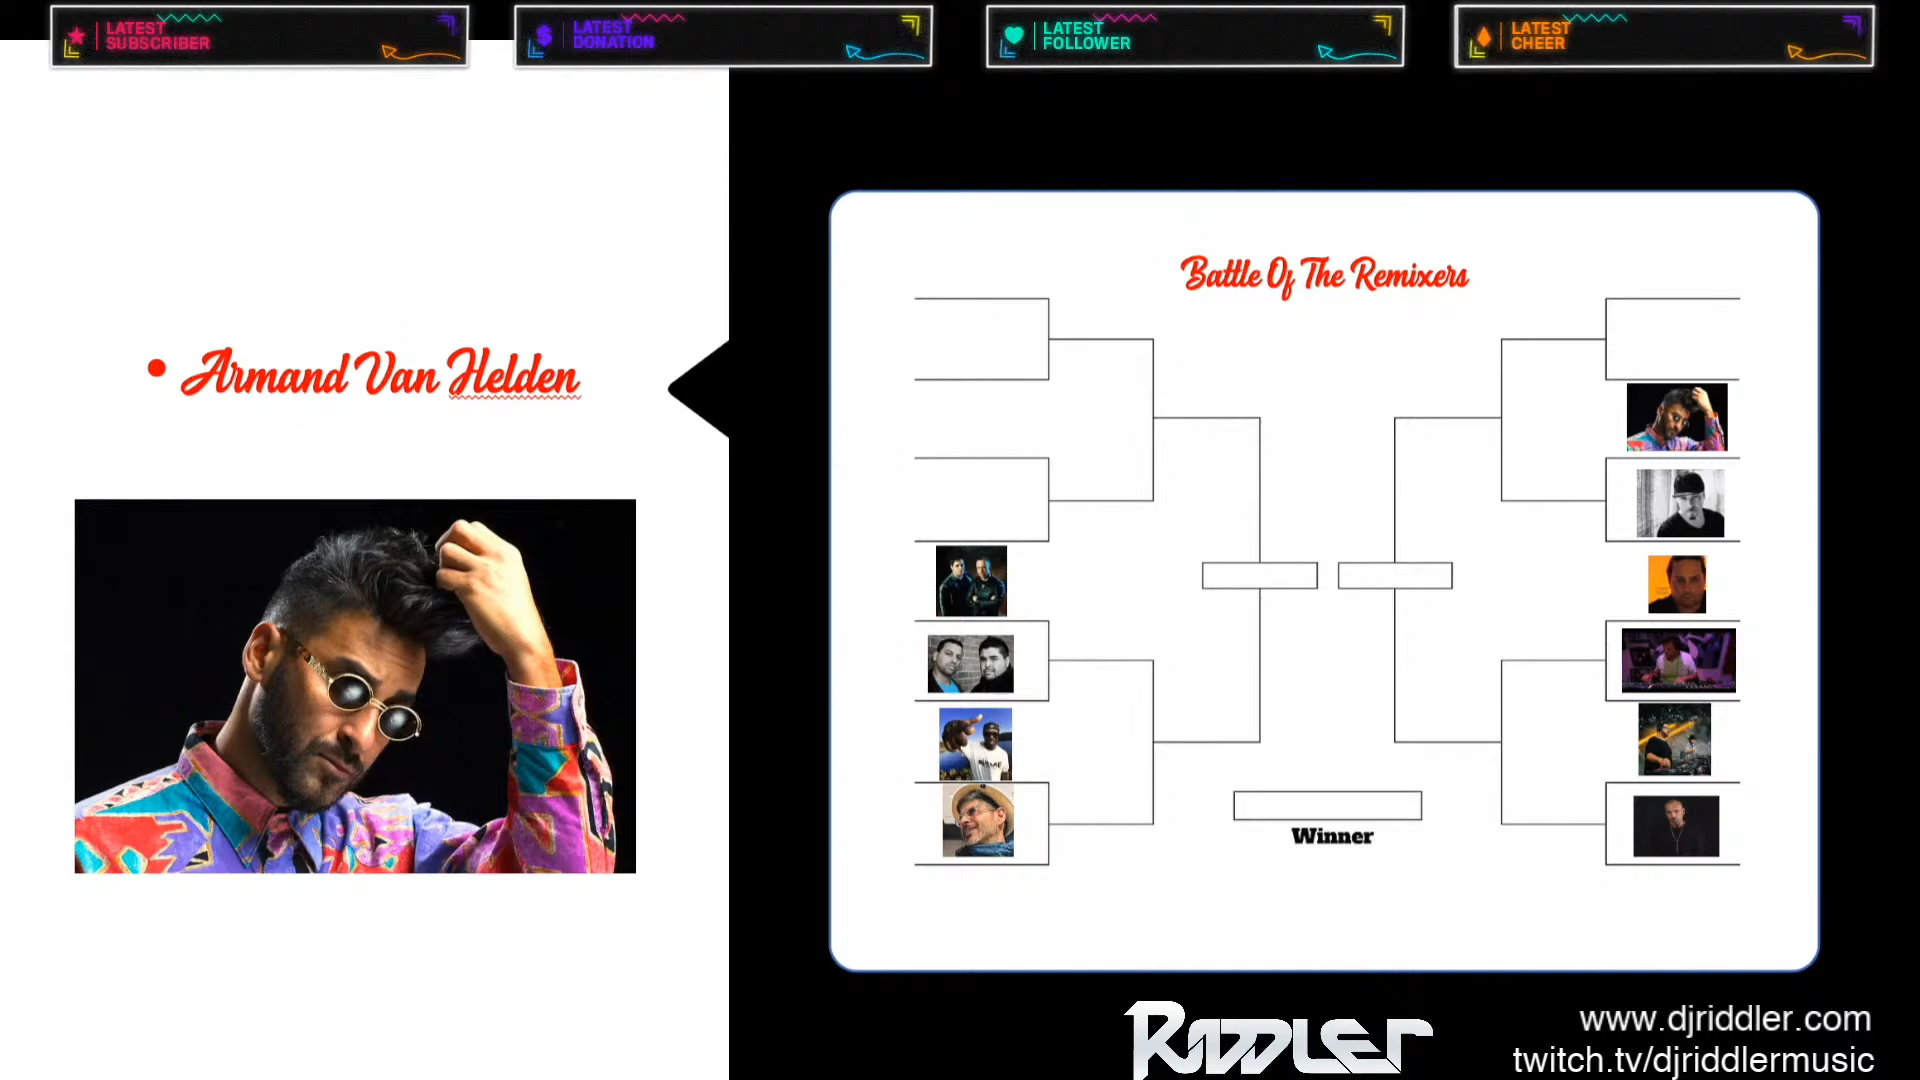 LATEST
SUBSCRIBER
LATEST
DONATION
LATEST
FOLLOWER
LATEST
CHEER
• Armand Van Helden
Battle Of The Remixers
Winner
RIDDLER
www.djriddler.com
twitch.tv/djriddlermusic